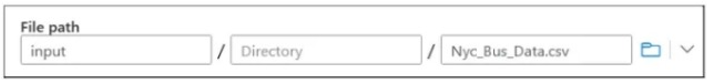 File path
input / Directory / Nyc_Bus_Data.csv